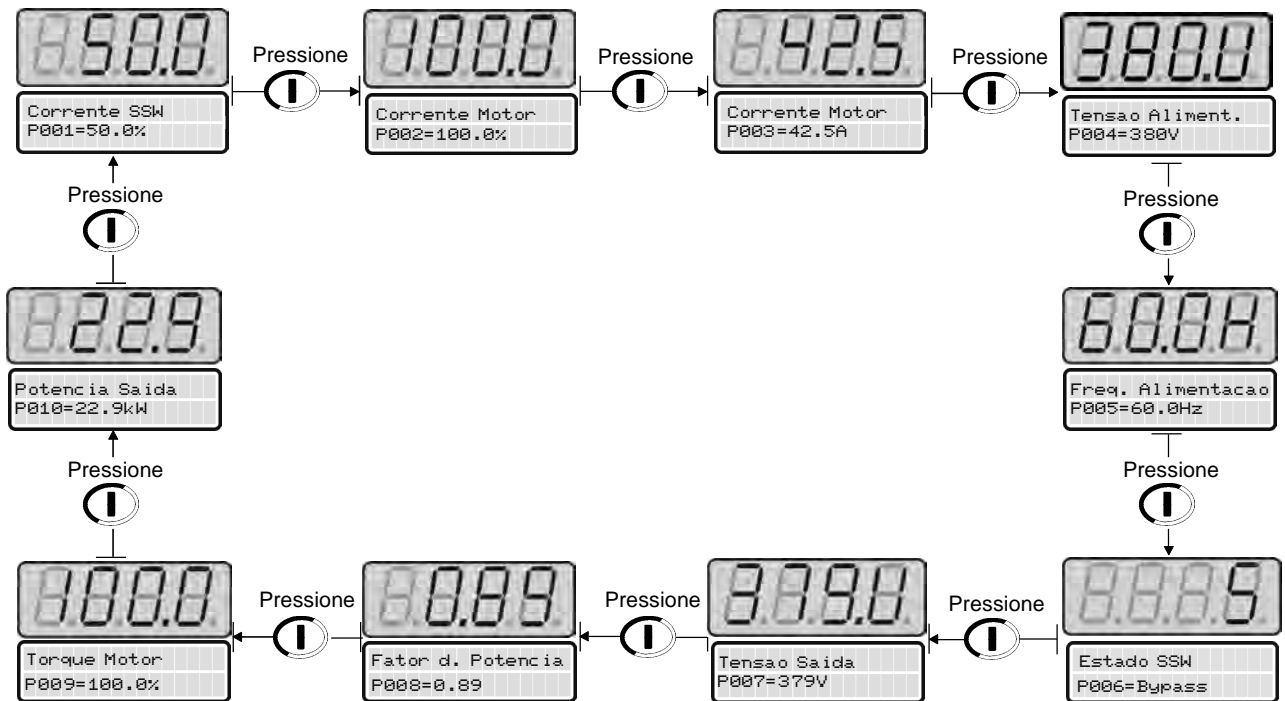 50.0
Corrente SSW
P001=50.0%
Pressione
100.0
Corrente Motor
P002=100.0%
Pressione
42.5
Corrente Motor
P003=42.5A
Pressione
380.U
Tensao Aliment.
P004=380V
Pressione
60.0H
Freq. Alimentacao
P005=60.0Hz
Pressione
5
Estado SSW
P006=Bypass
Pressione
379.U
Tensao Saida
P007=379V
Pressione
0.89
Fator d. Potencia
P008=0.89
Pressione
100.0
Torque Motor
P009=100.0%
Pressione
22.9
Potencia Saida
P010=22.9kW
Pressione